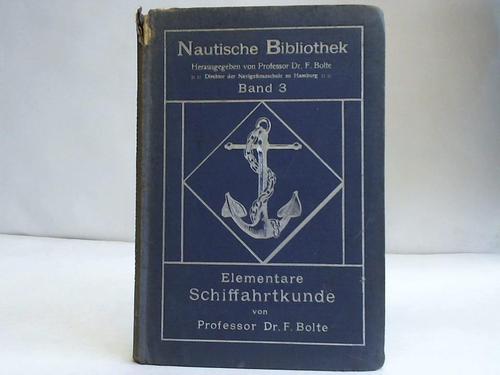 Nautische Bibliothek
Herausgegeben von Professor Dr. F. Bolte
:: :: Direktor der Navigationsschule zu Hamburg :: ::
Band 3
Elementare
Schiffahrtkunde
von
Professor Dr. F. Bolte